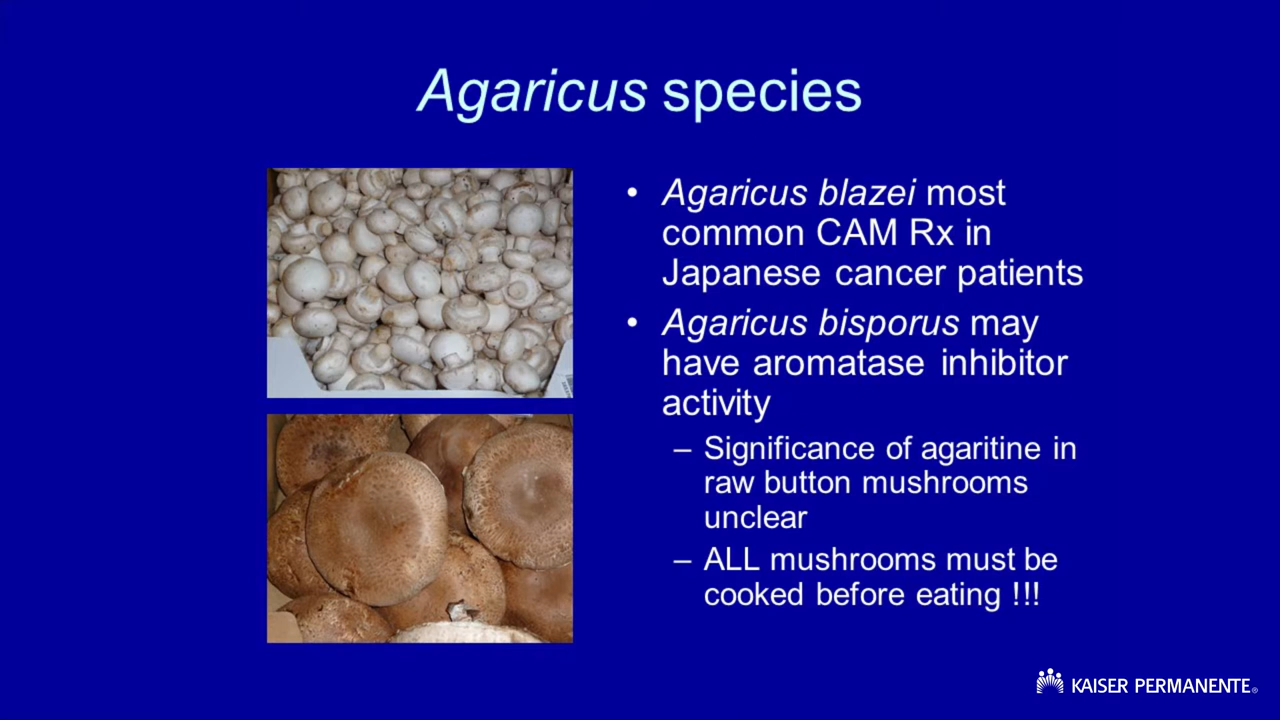 Agaricus species
• Agaricus blazei most
common CAM Rx in
Japanese cancer patients
• Agaricus bisporus may
have aromatase inhibitor
activity
– Significance of agaritine in
raw button mushrooms
unclear
– ALL mushrooms must be
cooked before eating !!!
KAISER PERMANENTE®